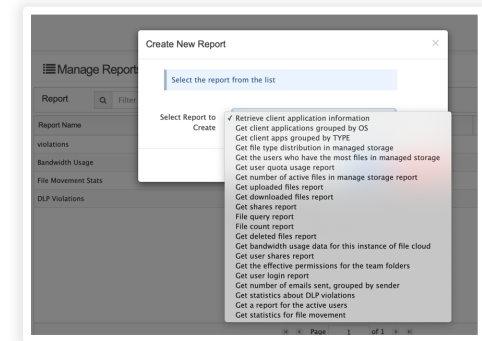 Create New Report
×
Manage Report
Select the report from the list
Report
Filter
Select Report to Create
Report Name
violations
Bandwidth Usage
File Movement Stats
DLP Violations
✓ Retrieve client application information
Get client applications grouped by OS
Get client apps grouped by TYPE
Get file type distribution in managed storage
Get the users who have the most files in managed storage
Get user quota usage report
Get number of active files in manage storage report
Get uploaded files report
Get downloaded files report
Get shares report
File query report
File count report
Get deleted files report
Get bandwidth usage data for this instance of file cloud
Get user shares report
Get the effective permissions for the team folders
Get user login report
Get number of emails sent, grouped by sender
Get statistics about DLP violations
Get a report for the active users
Get statistics for file movement
Page 1 of 1